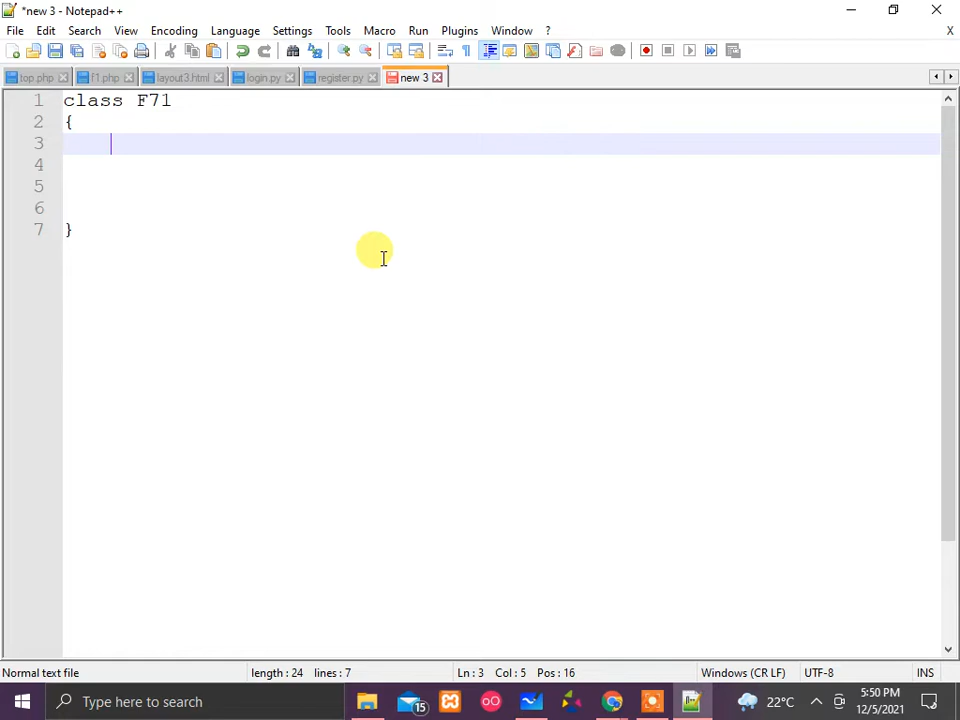 *new 3 - Notepad++
File Edit Search View Encoding Language Settings Tools Macro Run Plugins Window ? X
top.php f1.php layout3.html login.py register.py new 3
1 class F71
2 {
3
4
5
6
7 }
Normal text file length : 24 lines : 7 Ln : 3 Col : 5 Pos : 16 Windows (CR LF) UTF-8 INS
Type here to search 15 22°C 5:50 PM
12/5/2021